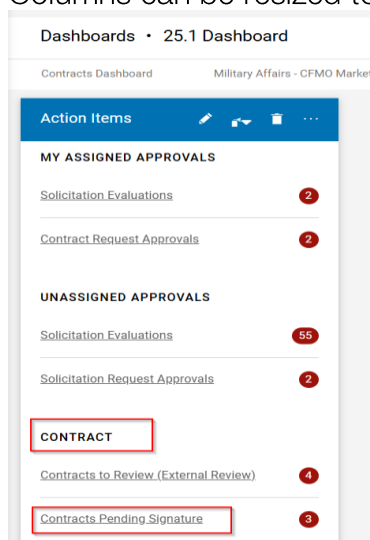 Columns can be resized to
Dashboards • 25.1 Dashboard
Contracts Dashboard Military Affairs - CFMO Market
Action Items
MY ASSIGNED APPROVALS
Solicitation Evaluations 2
Contract Request Approvals 2
UNASSIGNED APPROVALS
Solicitation Evaluations 55
Solicitation Request Approvals 2
CONTRACT
Contracts to Review (External Review) 4
Contracts Pending Signature 3